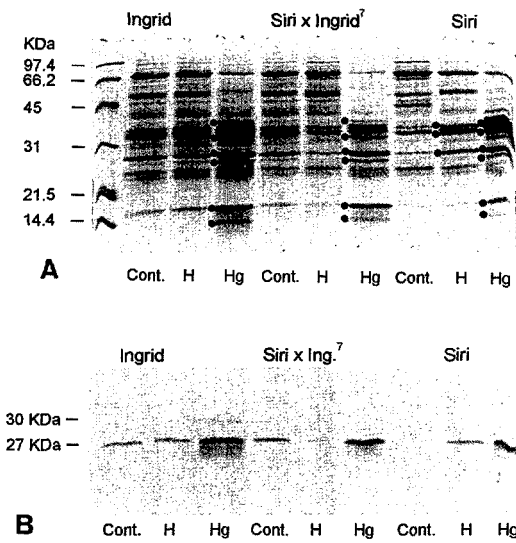 Ingrid Siri x Ingrid⁷ Siri
KDa
97.4
66.2
45
31
21.5
14.4
A
Cont. H Hg Cont. H Hg Cont. H Hg
Ingrid Siri x Ing.⁷ Siri
30 KDa
27 KDa
B
Cont. H Hg Cont. H Hg Cont. H Hg